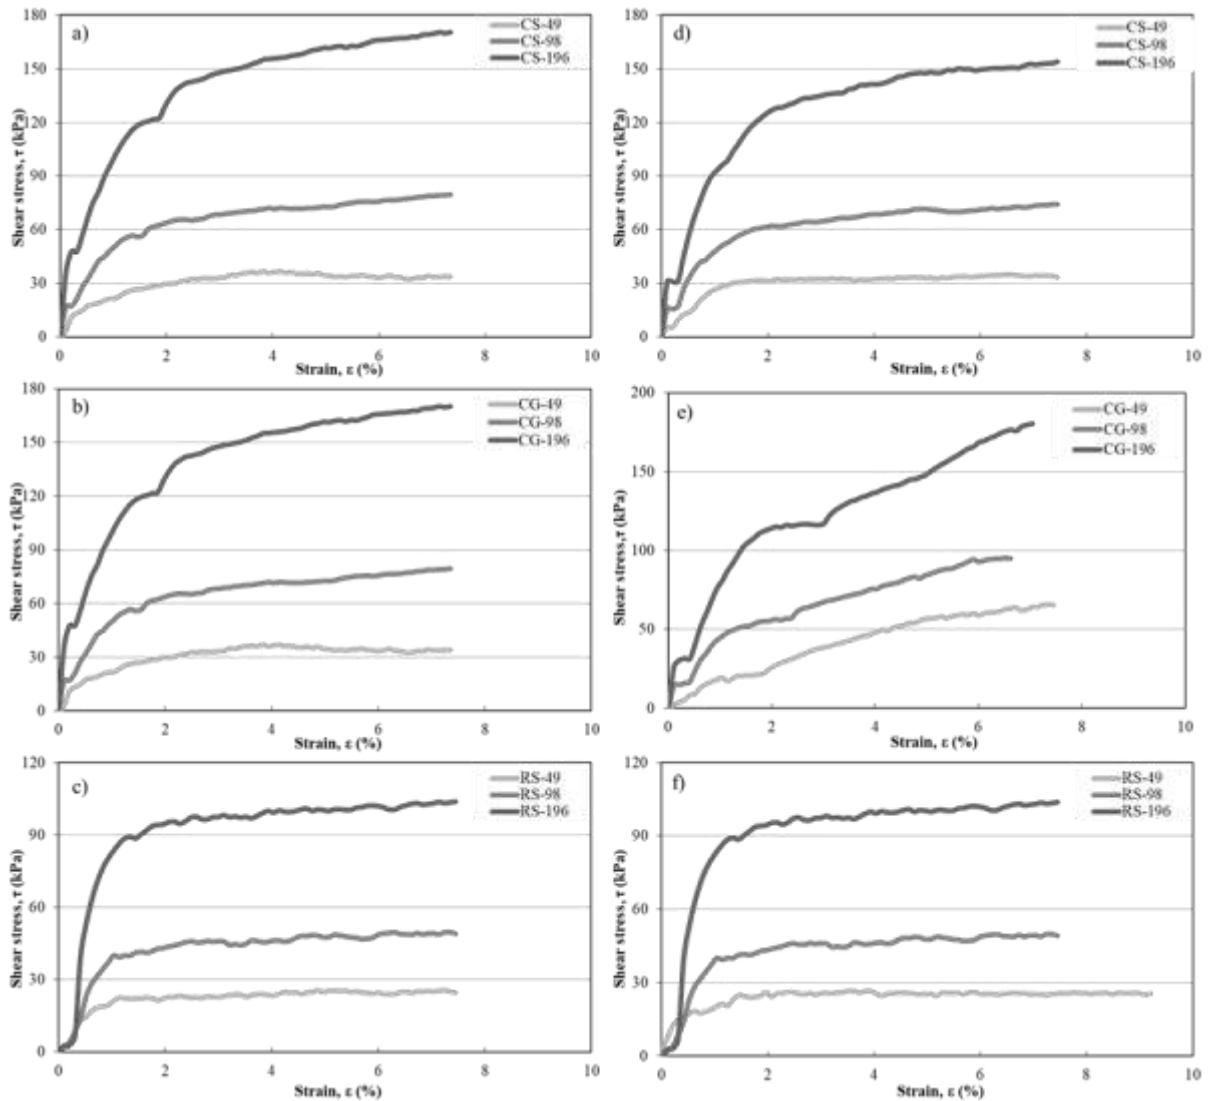 a)
CS-49
CS-98
CS-196
180
150
120
90
60
30
0
Shear stress, τ (kPa)
0 2 4 6 8 10
Strain, ε (%)
d)
CS-49
CS-98
CS-196
180
150
120
90
60
30
0
Shear stress, τ (kPa)
0 2 4 6 8 10
Strain, ε (%)
b)
CG-49
CG-98
CG-196
180
150
120
90
60
30
0
Shear stress, τ (kPa)
0 2 4 6 8 10
Strain, ε (%)
e)
CG-49
CG-98
CG-196
200
150
100
50
0
Shear stress,τ (kPa)
0 2 4 6 8 10
Strain, ε (%)
c)
RS-49
RS-98
RS-196
120
90
60
30
0
Shear stress, τ (kPa)
0 2 4 6 8 10
Strain, ε (%)
f)
RS-49
RS-98
RS-196
120
90
60
30
0
Shear stress, τ (kPa)
0 2 4 6 8 10
Strain, ε (%)